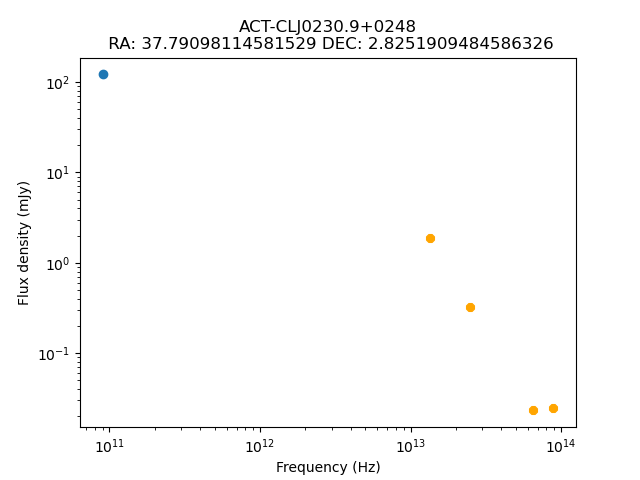 ACT-CLJ0230.9+0248
RA: 37.79098114581529 DEC: 2.8251909484586326
Flux density (mJy)
10²
10¹
10⁰
10⁻¹
10¹¹
10¹²
10¹³
10¹⁴
Frequency (Hz)